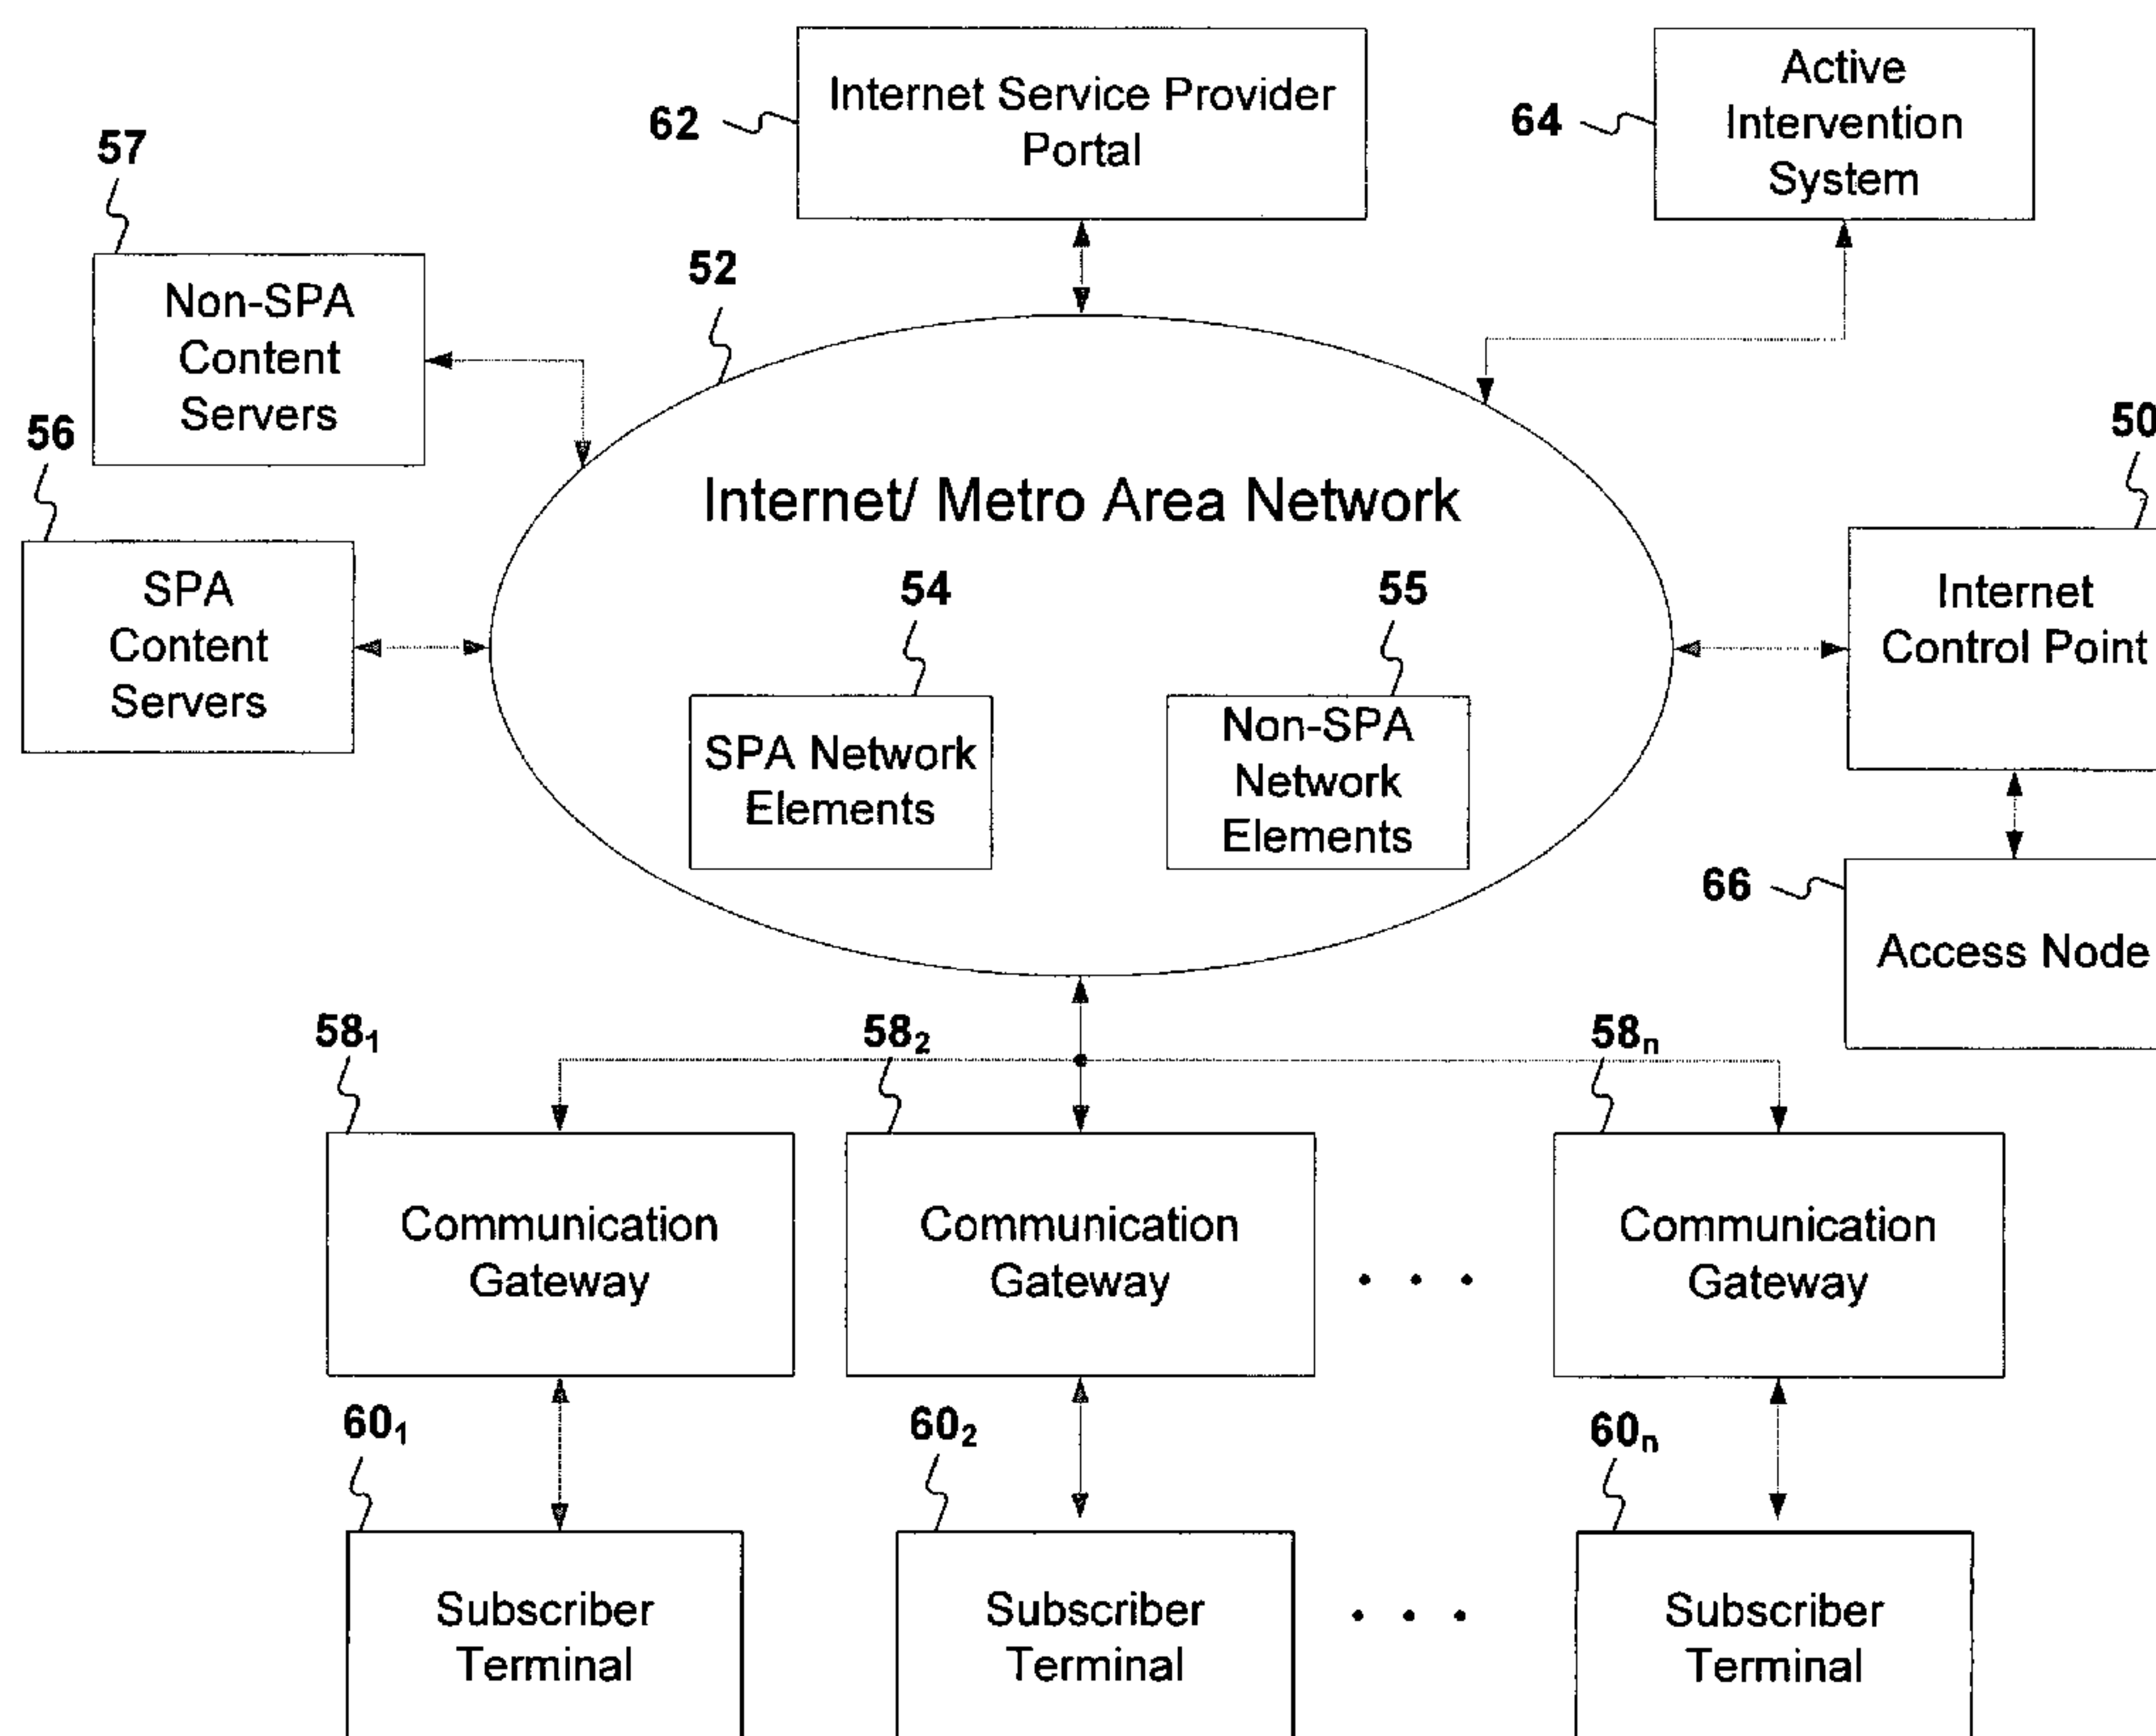 Internet Service Provider
Portal
62
Active
Intervention
System
64
57
Non-SPA
Content
Servers
52
56
SPA
Content
Servers
Internet/ Metro Area Network
54
SPA Network
Elements
55
Non-SPA
Network
Elements
50
Internet
Control Point
66
Access Node
58₁
58₂
58ₙ
Communication
Gateway
Communication
Gateway
. . .
Communication
Gateway
60₁
60₂
60ₙ
Subscriber
Terminal
Subscriber
Terminal
. . .
Subscriber
Terminal